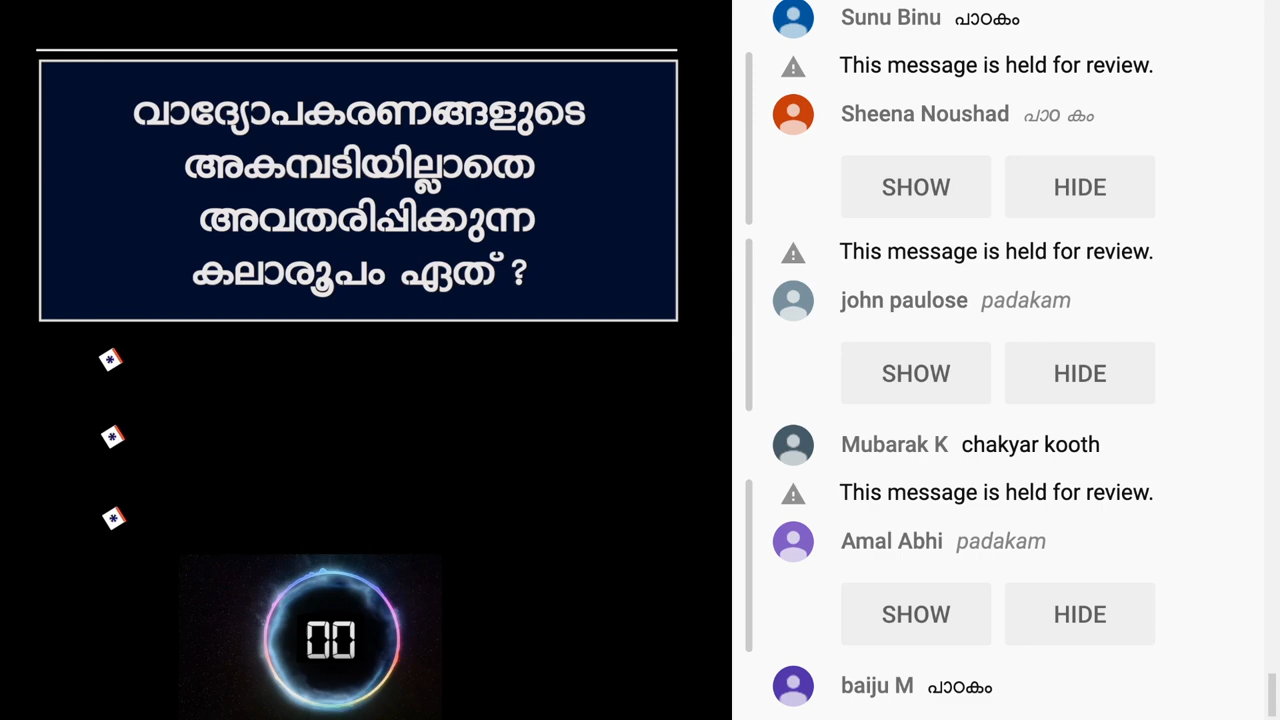 വാദ്യോപകരണങ്ങളുടെ
അകമ്പടിയില്ലാതെ
അവതരിപ്പിക്കുന്ന
കലാരൂപം ഏത് ?
00
Sunu Binu പാഠകം
This message is held for review.
Sheena Noushad പാഠ കം
SHOW HIDE
This message is held for review.
john paulose padakam
SHOW HIDE
Mubarak K chakyar kooth
This message is held for review.
Amal Abhi padakam
SHOW HIDE
baiju M പാഠകം